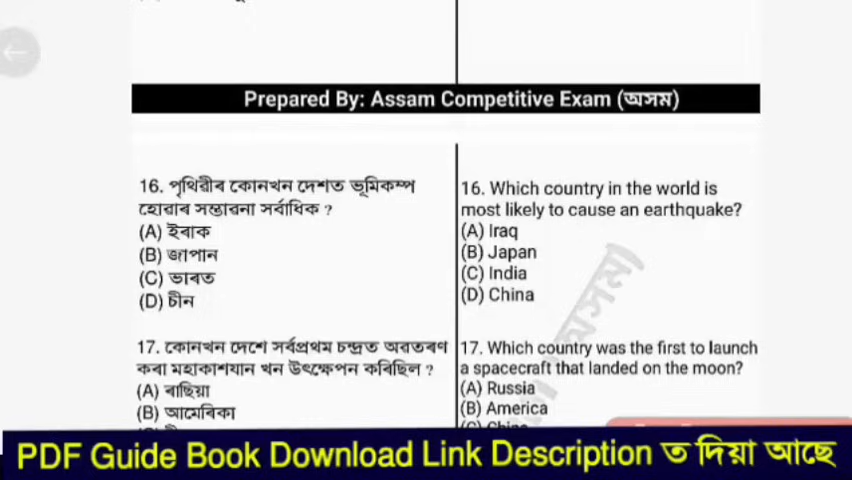 Prepared By: Assam Competitive Exam (অসম)
16. পৃথিৱীৰ কোনখন দেশত ভূমিকম্প
হোৱাৰ সম্ভাৱনা সৰ্বাধিক ?
(A) ইৰাক
(B) জাপান
(C) ভাৰত
(D) চীন
17. কোনখন দেশে সৰ্বপ্ৰথম চন্দ্ৰত অৱতৰণ
কৰা মহাকাশযান খন উৎক্ষেপন কৰিছিল ?
(A) ৰাছিয়া
(B) আমেৰিকা
16. Which country in the world is
most likely to cause an earthquake?
(A) Iraq
(B) Japan
(C) India
(D) China
17. Which country was the first to launch
a spacecraft that landed on the moon?
(A) Russia
(B) America
(C) China
অসম)
PDF Guide Book Download Link Description ত দিয়া আছে